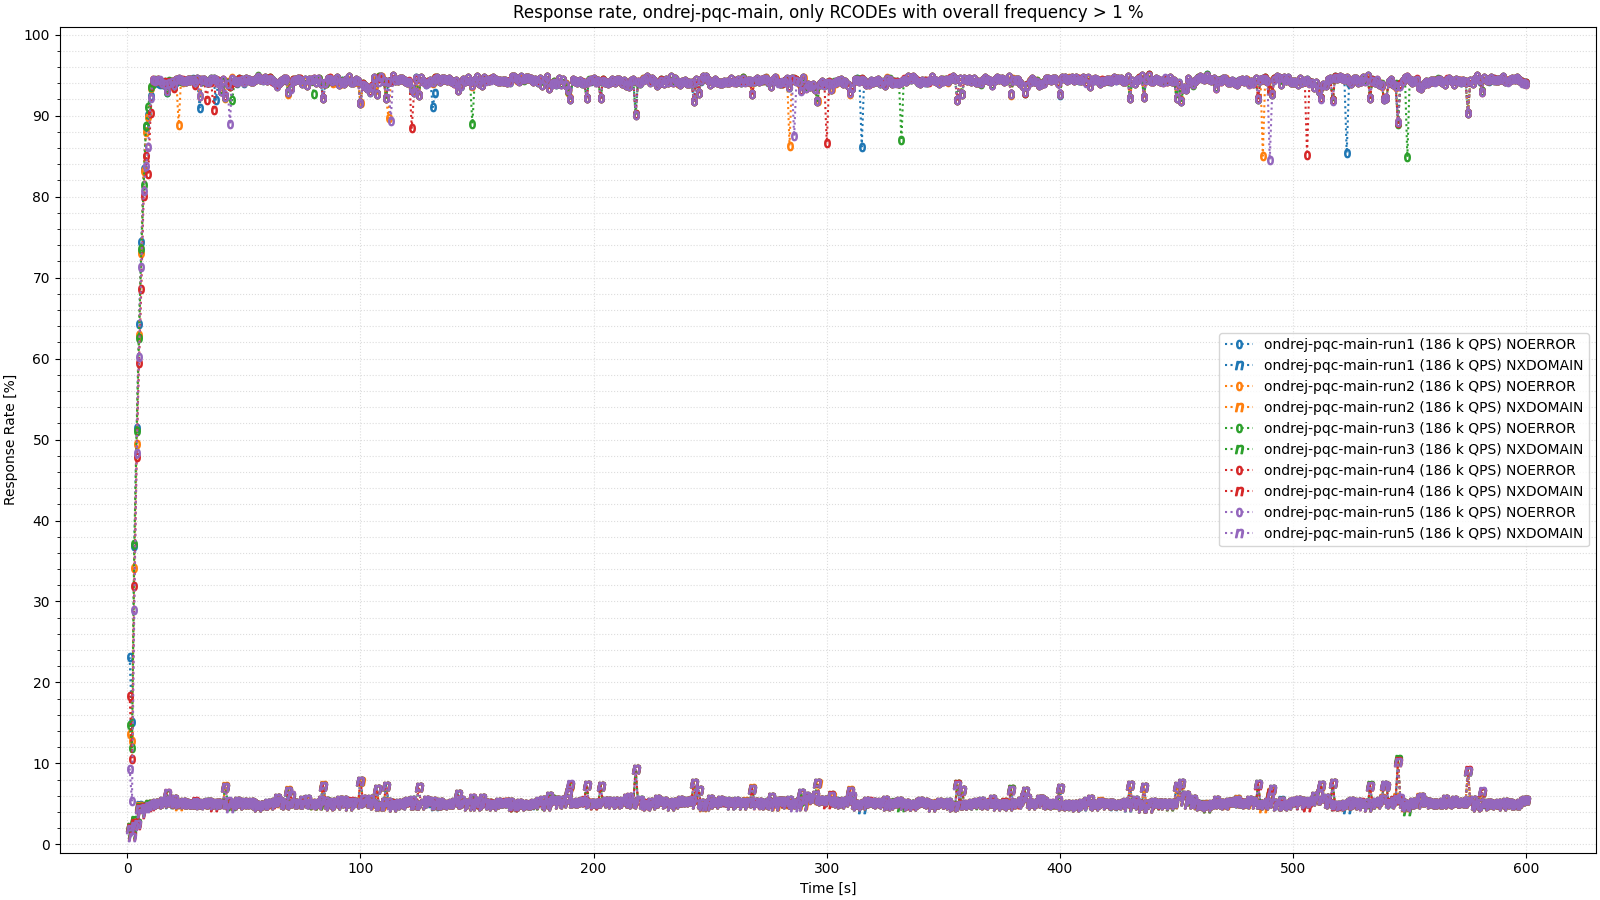 Response rate, ondrej-pqc-main, only RCODEs with overall frequency > 1 %
Response Rate [%]
100
90
80
70
60
50
40
30
20
10
0
ondrej-pqc-main-run1 (186 k QPS) NOERROR
ondrej-pqc-main-run1 (186 k QPS) NXDOMAIN
ondrej-pqc-main-run2 (186 k QPS) NOERROR
ondrej-pqc-main-run2 (186 k QPS) NXDOMAIN
ondrej-pqc-main-run3 (186 k QPS) NOERROR
ondrej-pqc-main-run3 (186 k QPS) NXDOMAIN
ondrej-pqc-main-run4 (186 k QPS) NOERROR
ondrej-pqc-main-run4 (186 k QPS) NXDOMAIN
ondrej-pqc-main-run5 (186 k QPS) NOERROR
ondrej-pqc-main-run5 (186 k QPS) NXDOMAIN
0 100 200 300 400 500 600
Time [s]